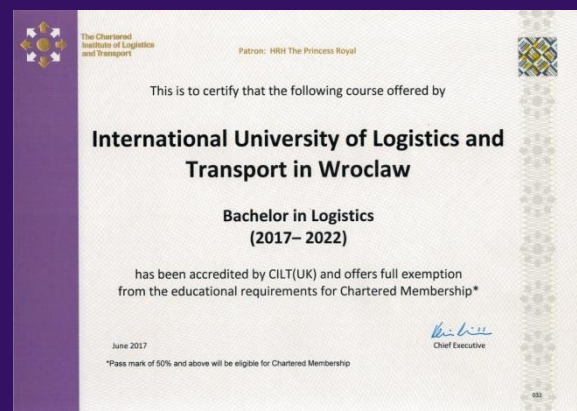 The Chartered
Institute of Logistics
and Transport
Patron: HRH The Princess Royal
This is to certify that the following course offered by
International University of Logistics and
Transport in Wroclaw
Bachelor in Logistics
(2017– 2022)
has been accredited by CILT(UK) and offers full exemption
from the educational requirements for Chartered Membership*
June 2017
Chief Executive
*Pass mark of 50% and above will be eligible for Chartered Membership
032